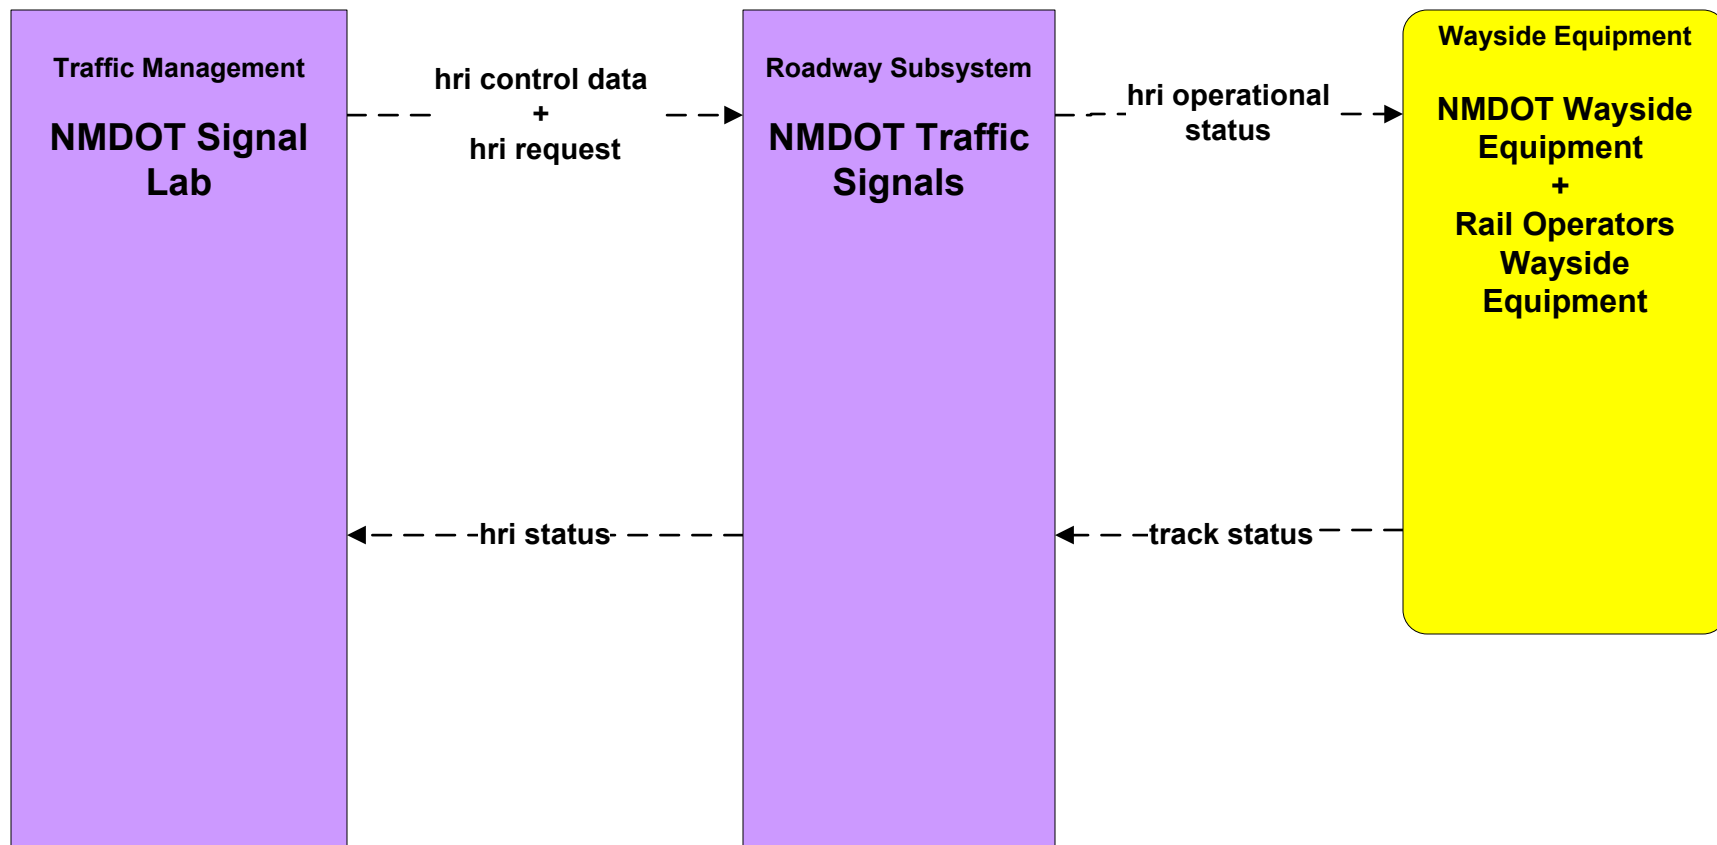 Traffic Management
NMDOT Signal
Lab
hri control data
+
hri request
Roadway Subsystem
NMDOT Traffic
Signals
hri operational
status
Wayside Equipment
NMDOT Wayside
Equipment
+
Rail Operators
Wayside
Equipment
hri status
track status